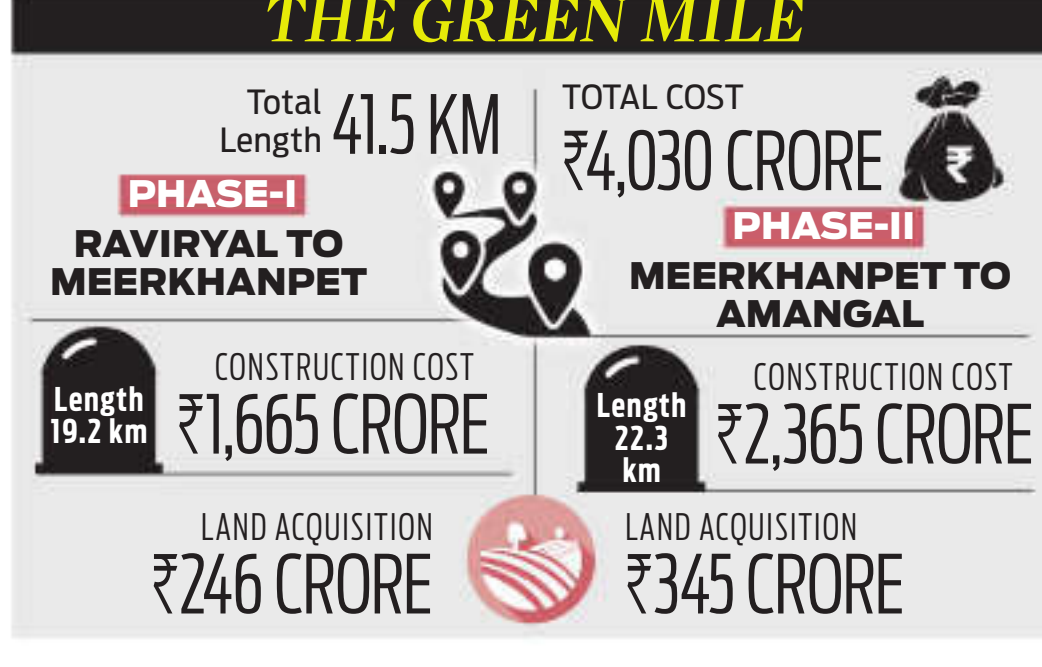 THE GREEN MILE
Total
Length 41.5 KM
TOTAL COST
₹4,030 CRORE
₹
PHASE-I
RAVIRYAL TO
MEERKHANPET
PHASE-II
MEERKHANPET TO
AMANGAL
Length
19.2 km
CONSTRUCTION COST
₹1,665 CRORE
Length
22.3
km
CONSTRUCTION COST
₹2,365 CRORE
LAND ACQUISITION
₹246 CRORE
LAND ACQUISITION
₹345 CRORE